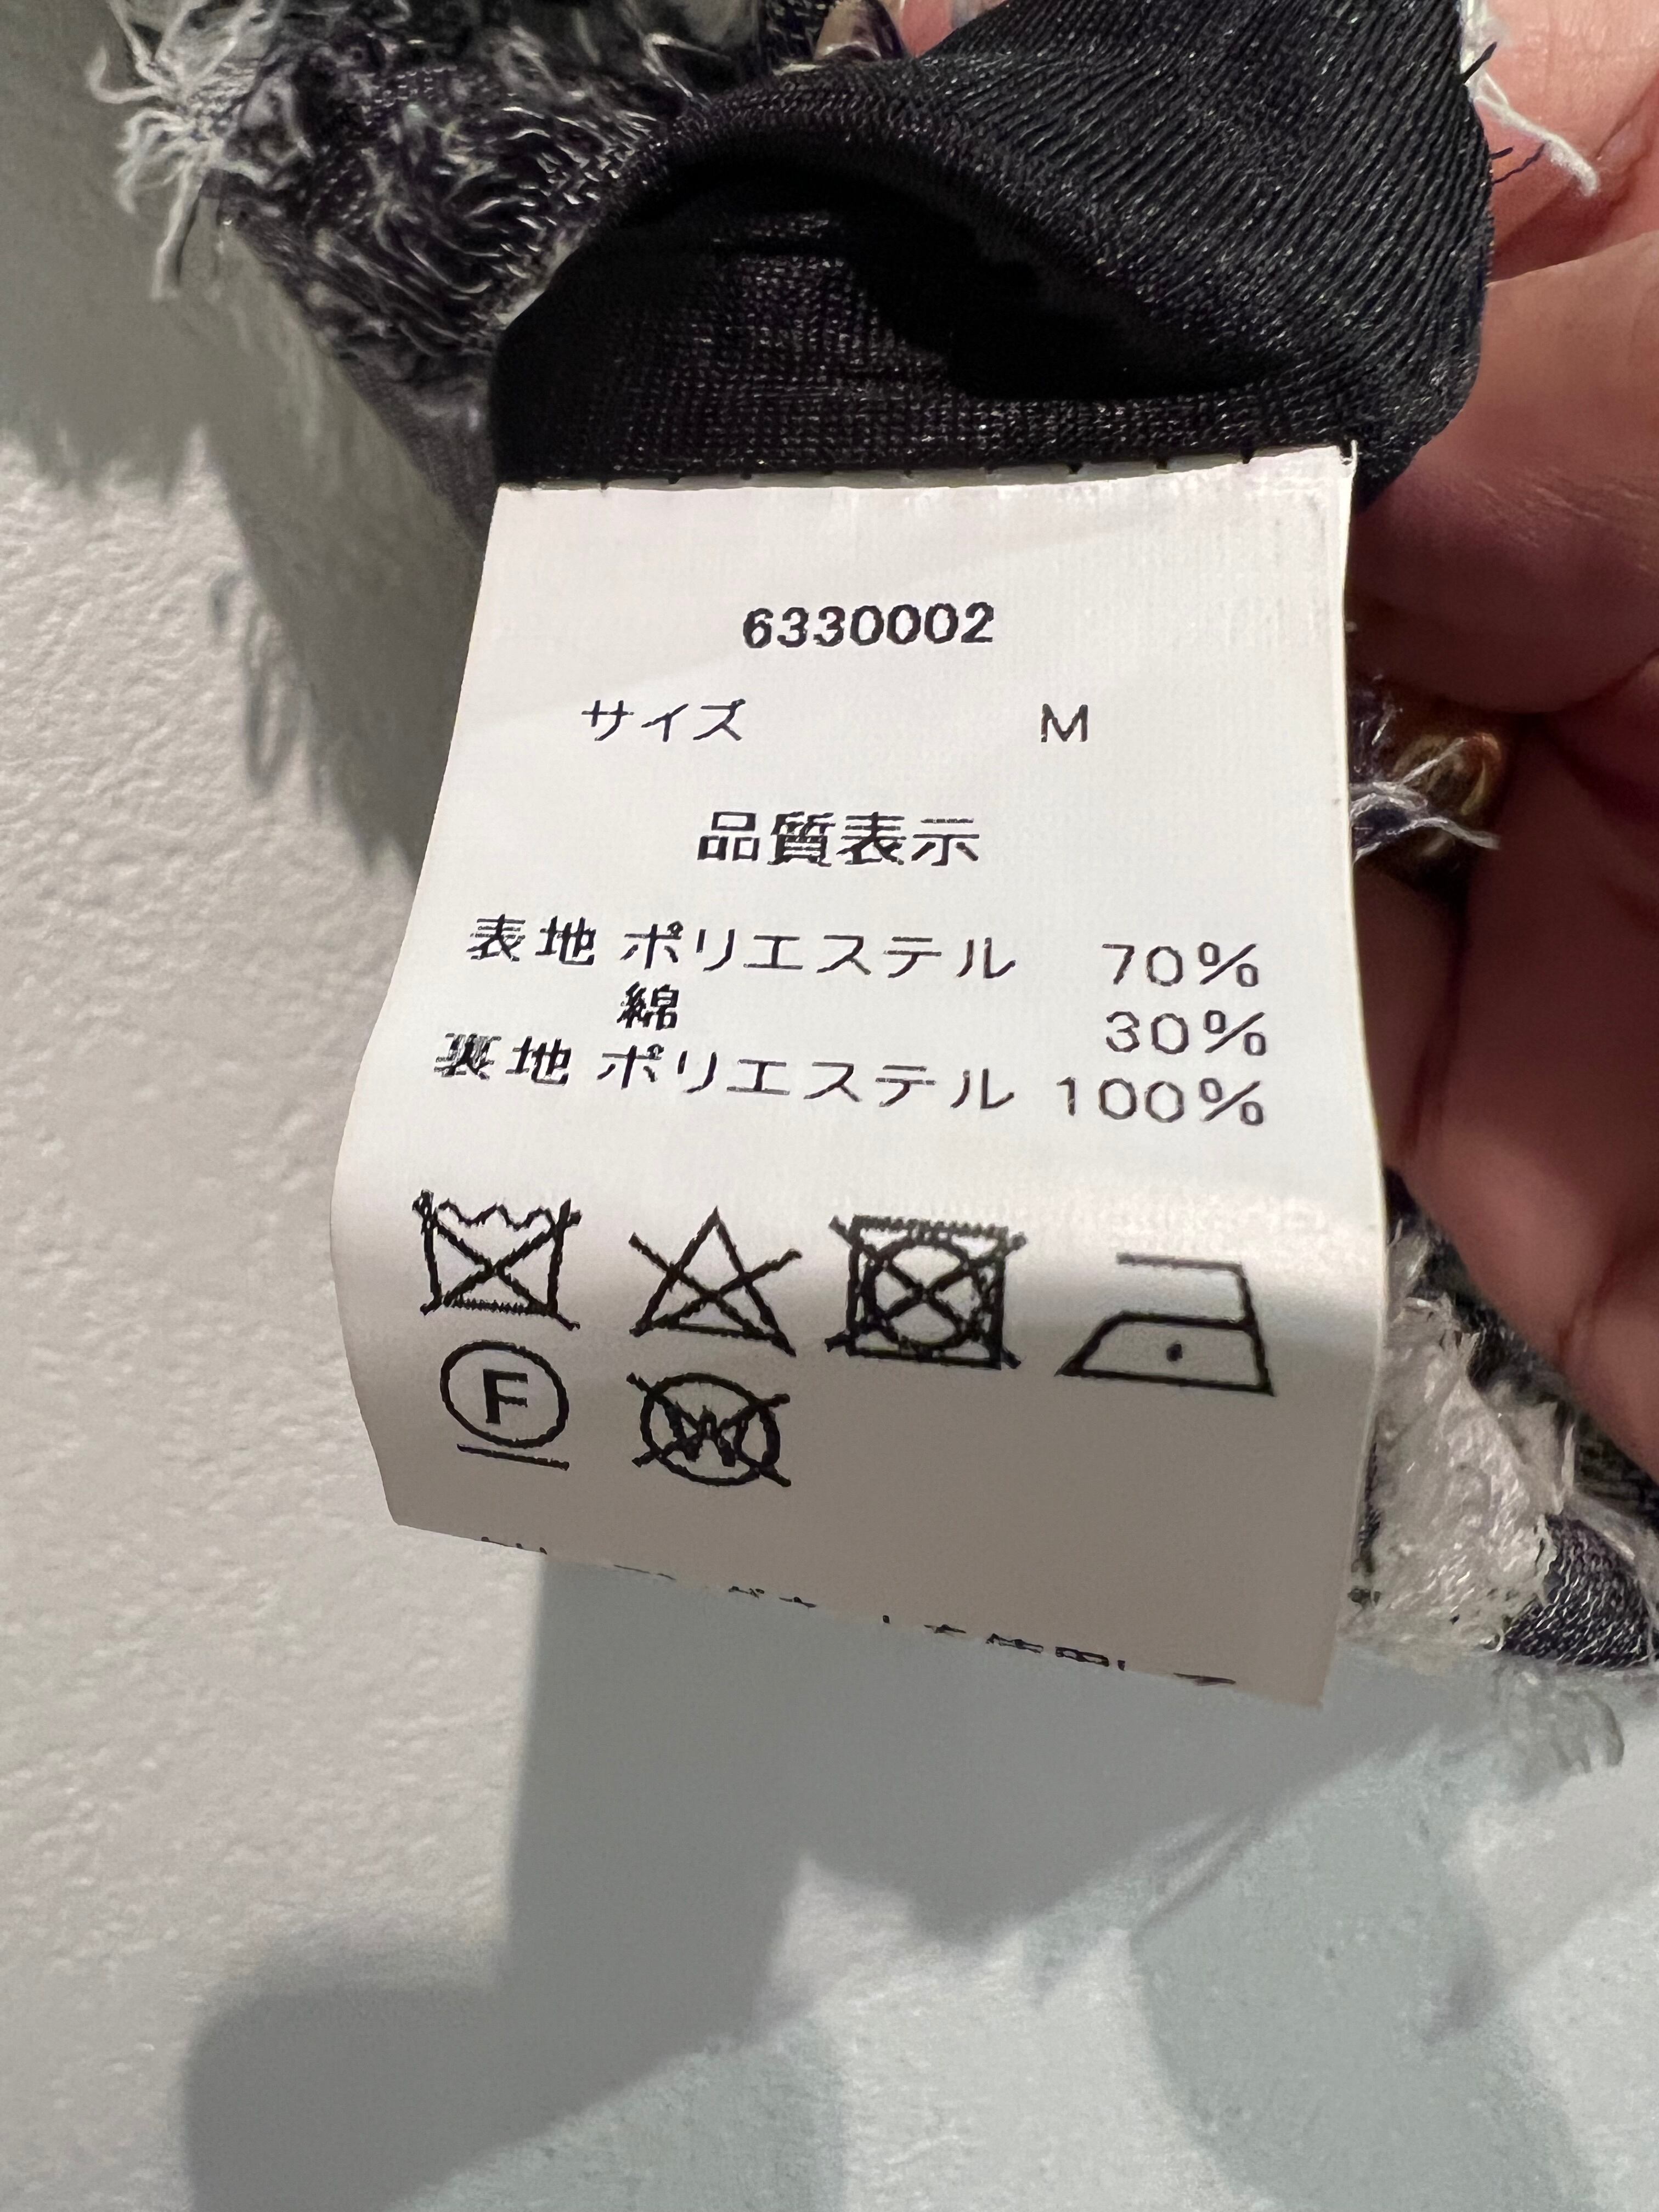 6330002
サイズ M
品質表示
表地 ポリエステル 70%
綿 30%
裏地 ポリエステル 100%
F
W